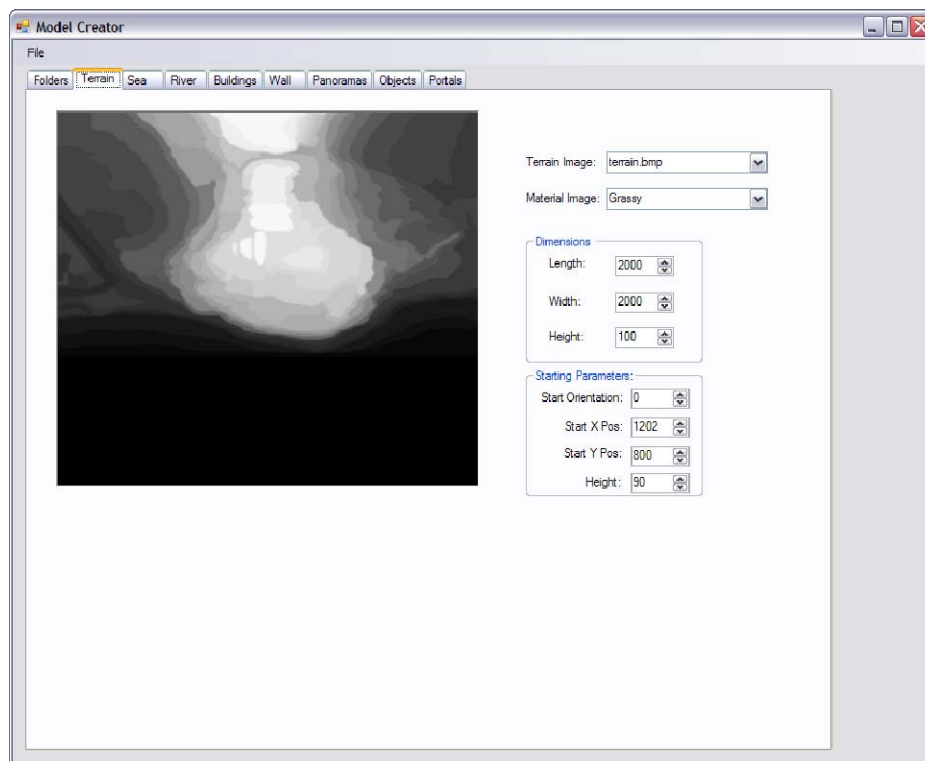 Model Creator
File
Folders Terrain Sea River Buildings Wall Panoramas Objects Portals
Terrain Image: terrain.bmp
Material Image: Grassy
Dimensions
Length: 2000
Width: 2000
Height: 100
Starting Parameters:
Start Orientation: 0
Start X Pos: 1202
Start Y Pos: 800
Height: 90